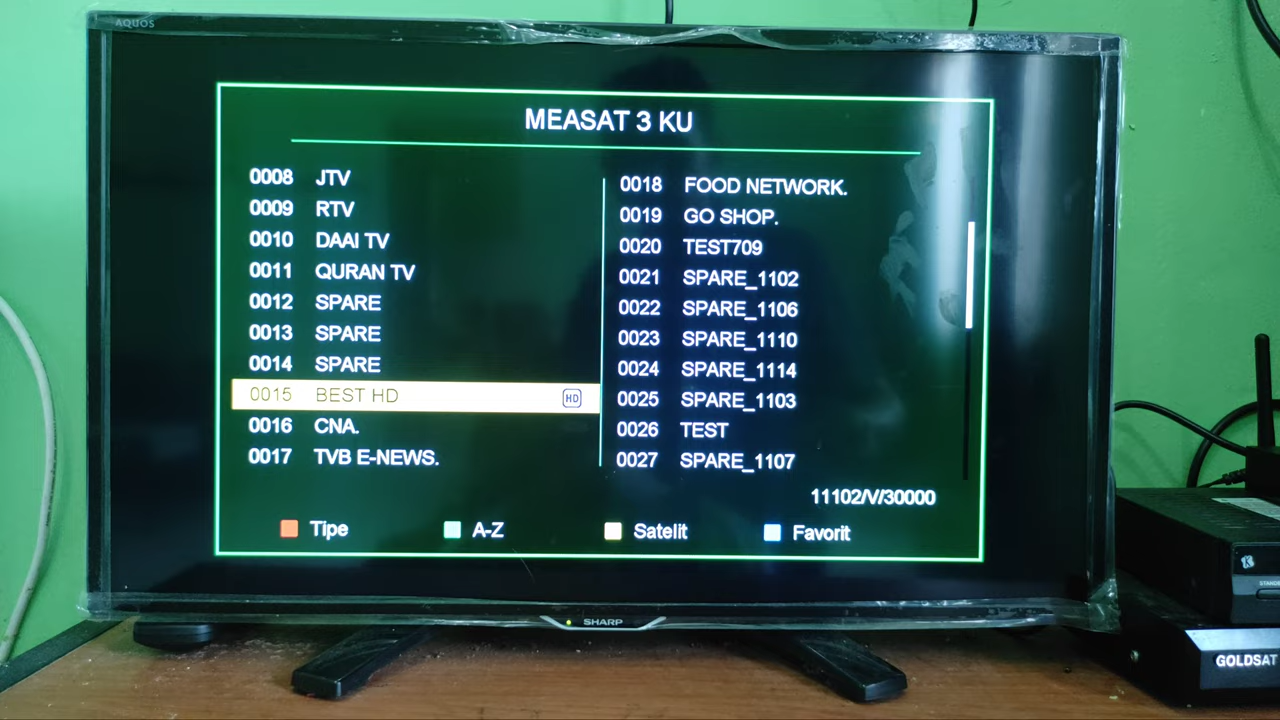 AQUOS
MEASAT 3 KU
0008 JTV
0009 RTV
0010 DAAI TV
0011 QURAN TV
0012 SPARE
0013 SPARE
0014 SPARE
0015 BEST HD HD
0016 CNA.
0017 TVB E-NEWS.
0018 FOOD NETWORK.
0019 GO SHOP.
0020 TEST709
0021 SPARE_1102
0022 SPARE_1106
0023 SPARE_1110
0024 SPARE_1114
0025 SPARE_1103
0026 TEST
0027 SPARE_1107
11102/V/30000
Tipe A-Z Satelit Favorit
SHARP
GOLDSAT